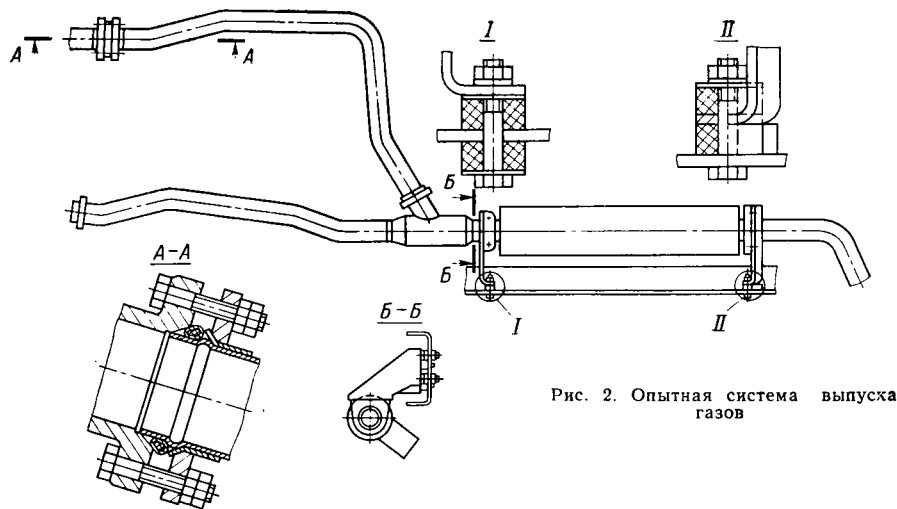 I
II
А
А
Б
А–А
Б
Б–Б
I
II
Рис. 2. Опытная система выпуска
газов